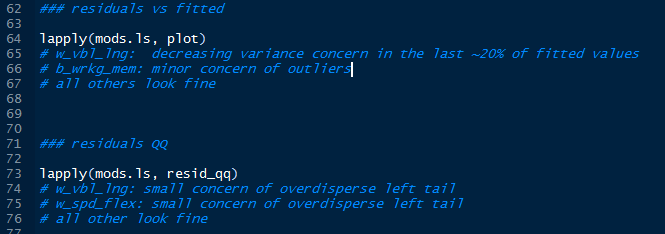 62 ### residuals vs fitted
63
64 lapply(mods.ls, plot)
65 # w_vbl_lng:  decreasing variance concern in the last ~20% of fitted values
66 # b_wrkg_mem: minor concern of outliers
67 # all others look fine
68
69
70
71 ### residuals QQ
72
73 lapply(mods.ls, resid_qq)
74 # w_vbl_lng: small concern of overdisperse left tail
75 # w_spd_flex: small concern of overdisperse left tail
76 # all other look fine
77